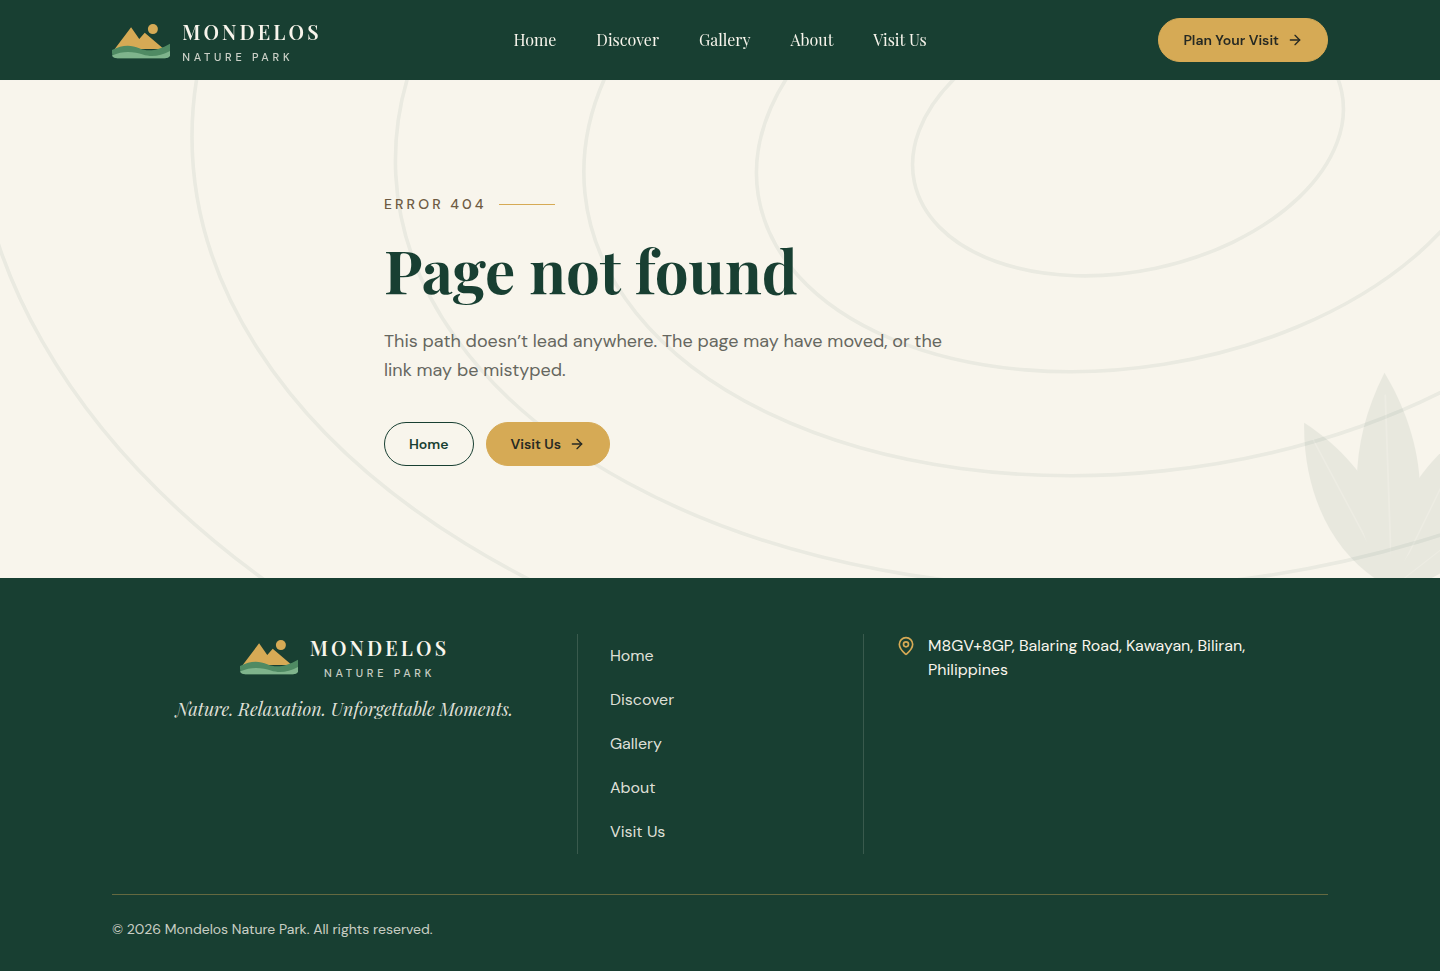 MONDELOS
NATURE PARK
Home
Discover
Gallery
About
Visit Us
Plan Your Visit
ERROR 404
Page not found
This path doesn’t lead anywhere. The page may have moved, or the
link may be mistyped.
Home
Visit Us
MONDELOS
NATURE PARK
Nature. Relaxation. Unforgettable Moments.
Home
Discover
Gallery
About
Visit Us
M8GV+8GP, Balaring Road, Kawayan, Biliran,
Philippines
© 2026 Mondelos Nature Park. All rights reserved.